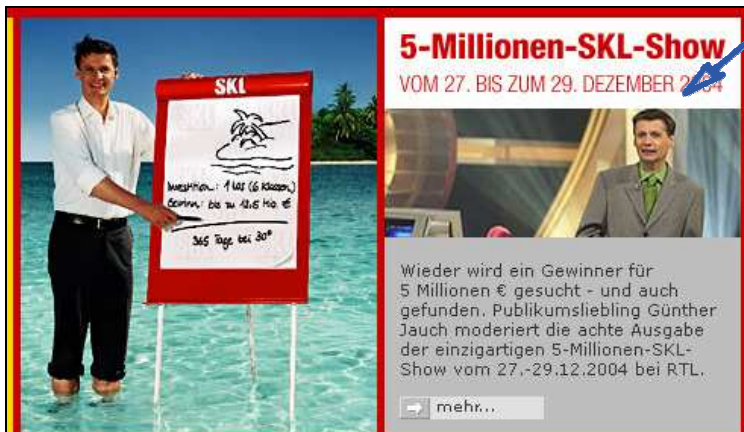 SKL
Investition: 1 Los (6 Klassen)
Gewinn: bis zu 12,5 Mio €
365 Tage bei 30°
5-Millionen-SKL-Show
VOM 27. BIS ZUM 29. DEZEMBER 2004
Wieder wird ein Gewinner für
5 Millionen € gesucht - und auch
gefunden. Publikumsliebling Günther
Jauch moderiert die achte Ausgabe
der einzigartigen 5-Millionen-SKL-
Show vom 27.-29.12.2004 bei RTL.
mehr...